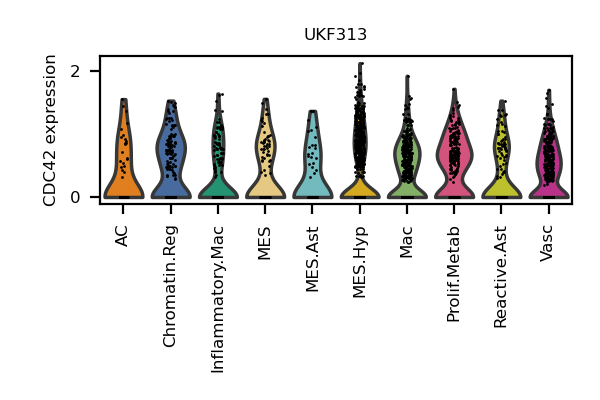 UKF313
CDC42 expression
2
0
AC
Chromatin.Reg
Inflammatory.Mac
MES
MES.Ast
MES.Hyp
Mac
Prolif.Metab
Reactive.Ast
Vasc